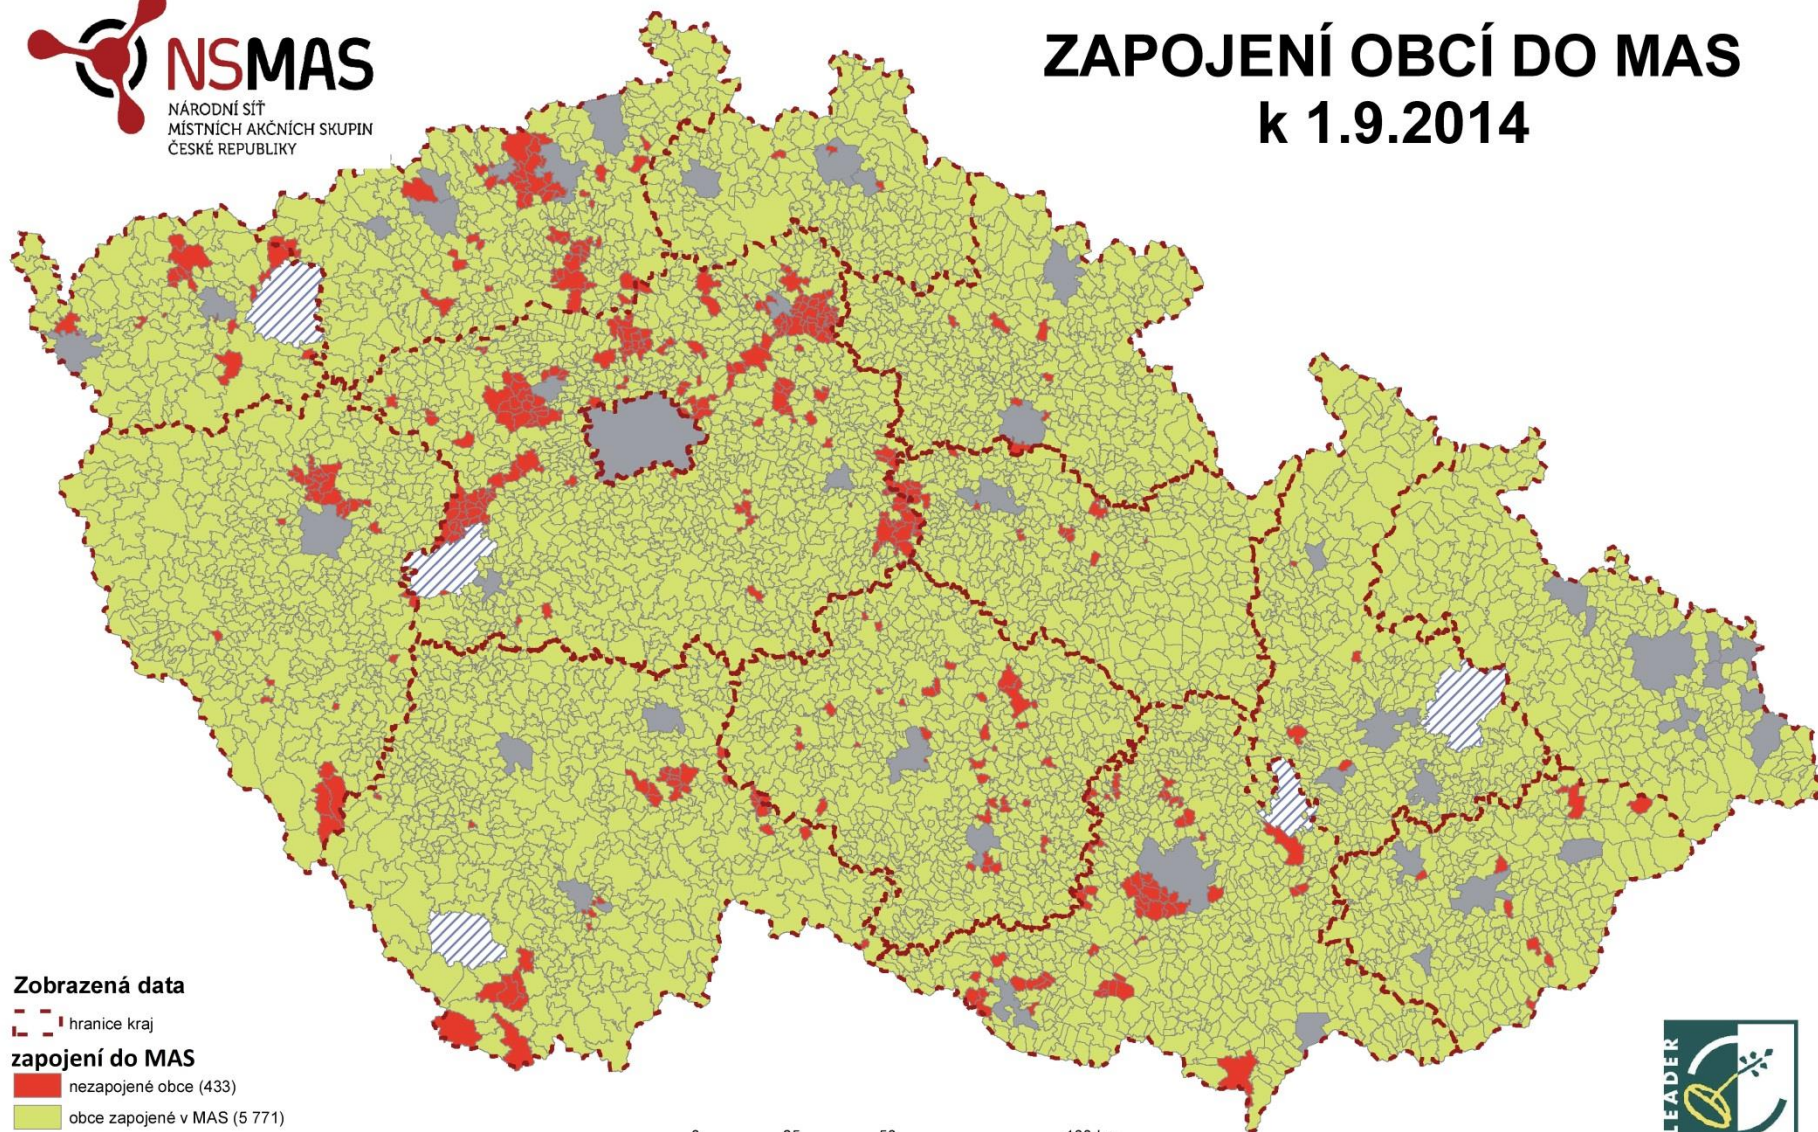 NSMAS
NÁRODNÍ SÍŤ
MÍSTNÍCH AKČNÍCH SKUPIN
ČESKÉ REPUBLIKY
ZAPOJENÍ OBCÍ DO MAS
k 1.9.2014
Zobrazená data
hranice kraj
zapojení do MAS
nezapojené obce (433)
obce zapojené v MAS (5 771)
LEADER